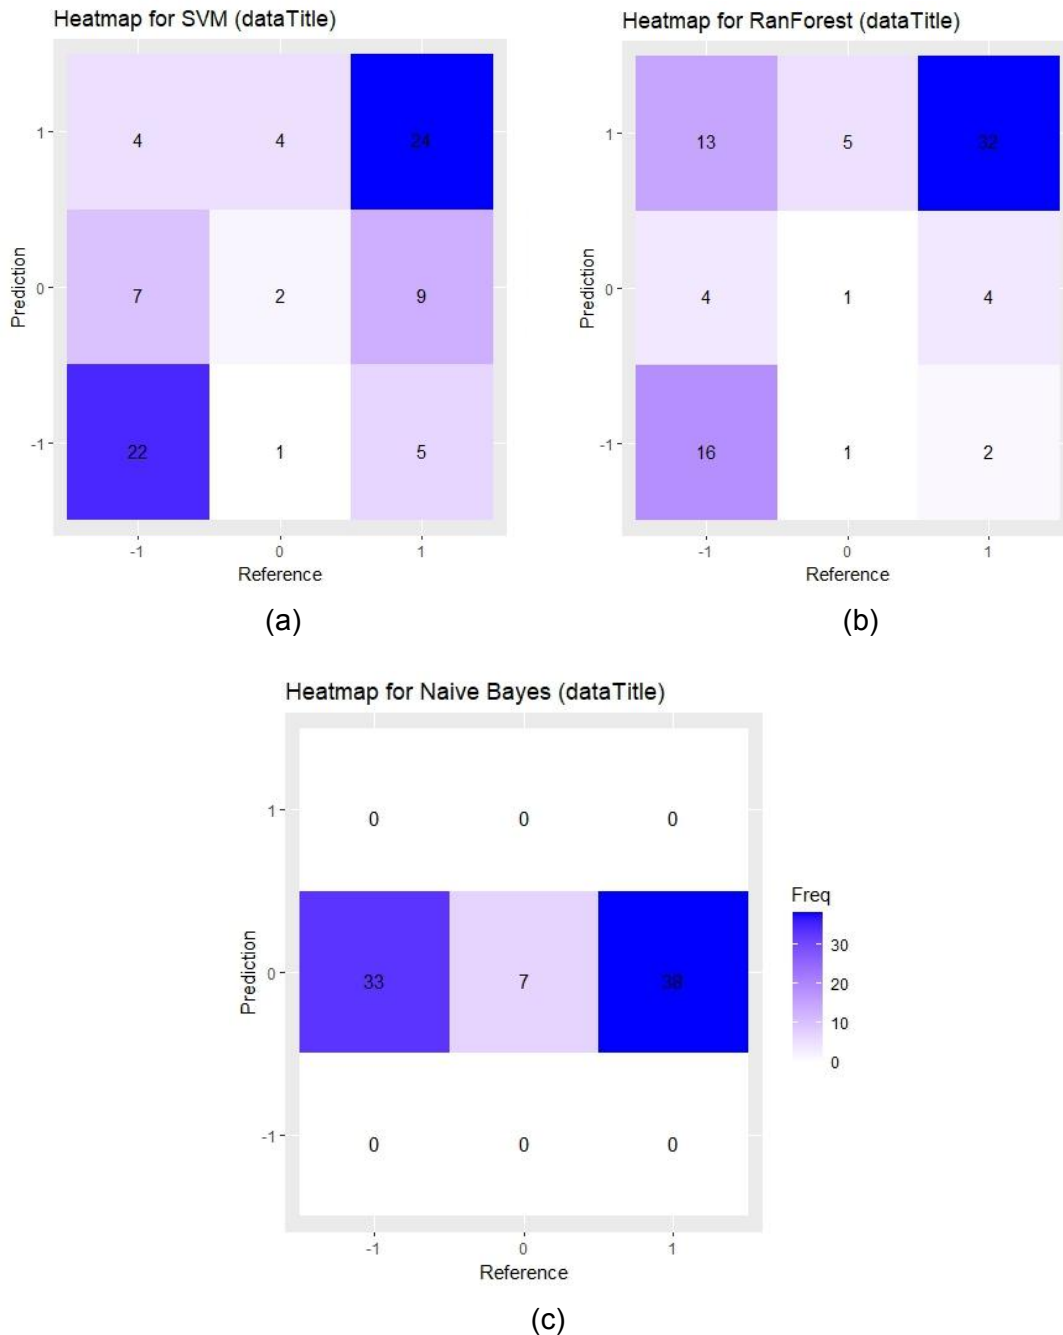 Heatmap for SVM (dataTitle)
Prediction
1
4 4 24
0
7 2 9
-1
22 1 5
-1 0 1
Reference
(a)
Heatmap for RanForest (dataTitle)
Prediction
1
13 5 32
0
4 1 4
-1
16 1 2
-1 0 1
Reference
(b)
Heatmap for Naive Bayes (dataTitle)
Prediction
1
0 0 0
0
33 7 38
-1
0 0 0
-1 0 1
Reference
Freq
30
20
10
0
(c)